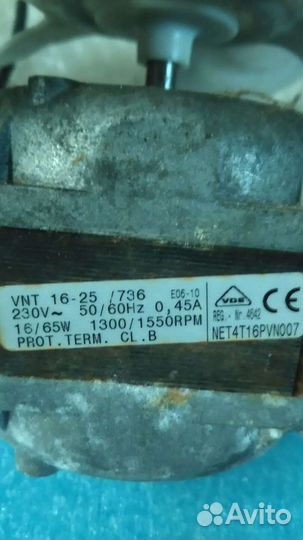 VNT 16-25 /736 E06-10
230V~ 50/60Hz 0,45A
16/65W 1300/1550RPM
PROT.TERM. CL.B
VDE CE
REG.-Nr 4642
NET4T16PVN007
Avito